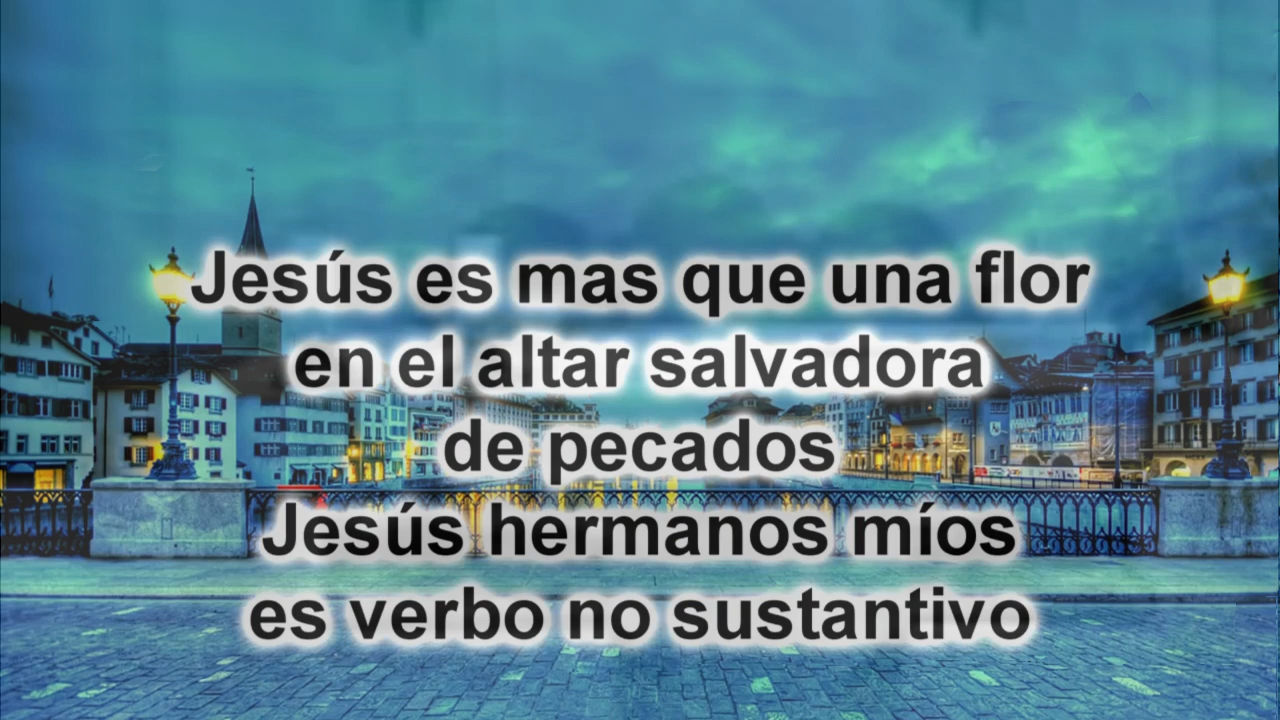 Jesús es mas que una flor
en el altar salvadora
de pecados
Jesús hermanos míos
es verbo no sustantivo